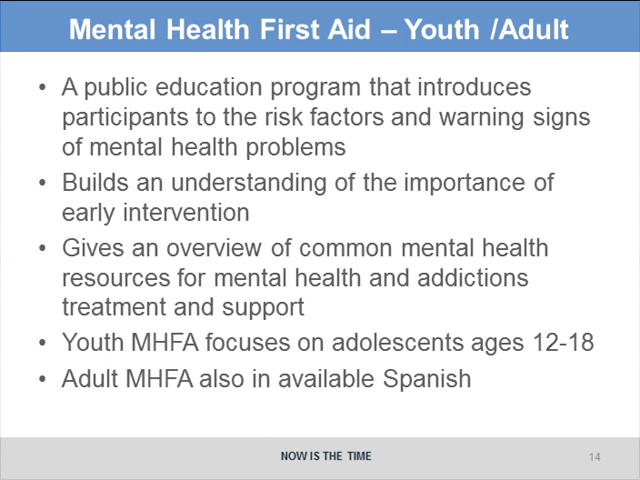 Mental Health First Aid – Youth /Adult
• A public education program that introduces
participants to the risk factors and warning signs
of mental health problems
• Builds an understanding of the importance of
early intervention
• Gives an overview of common mental health
resources for mental health and addictions
treatment and support
• Youth MHFA focuses on adolescents ages 12-18
• Adult MHFA also in available Spanish
NOW IS THE TIME
14